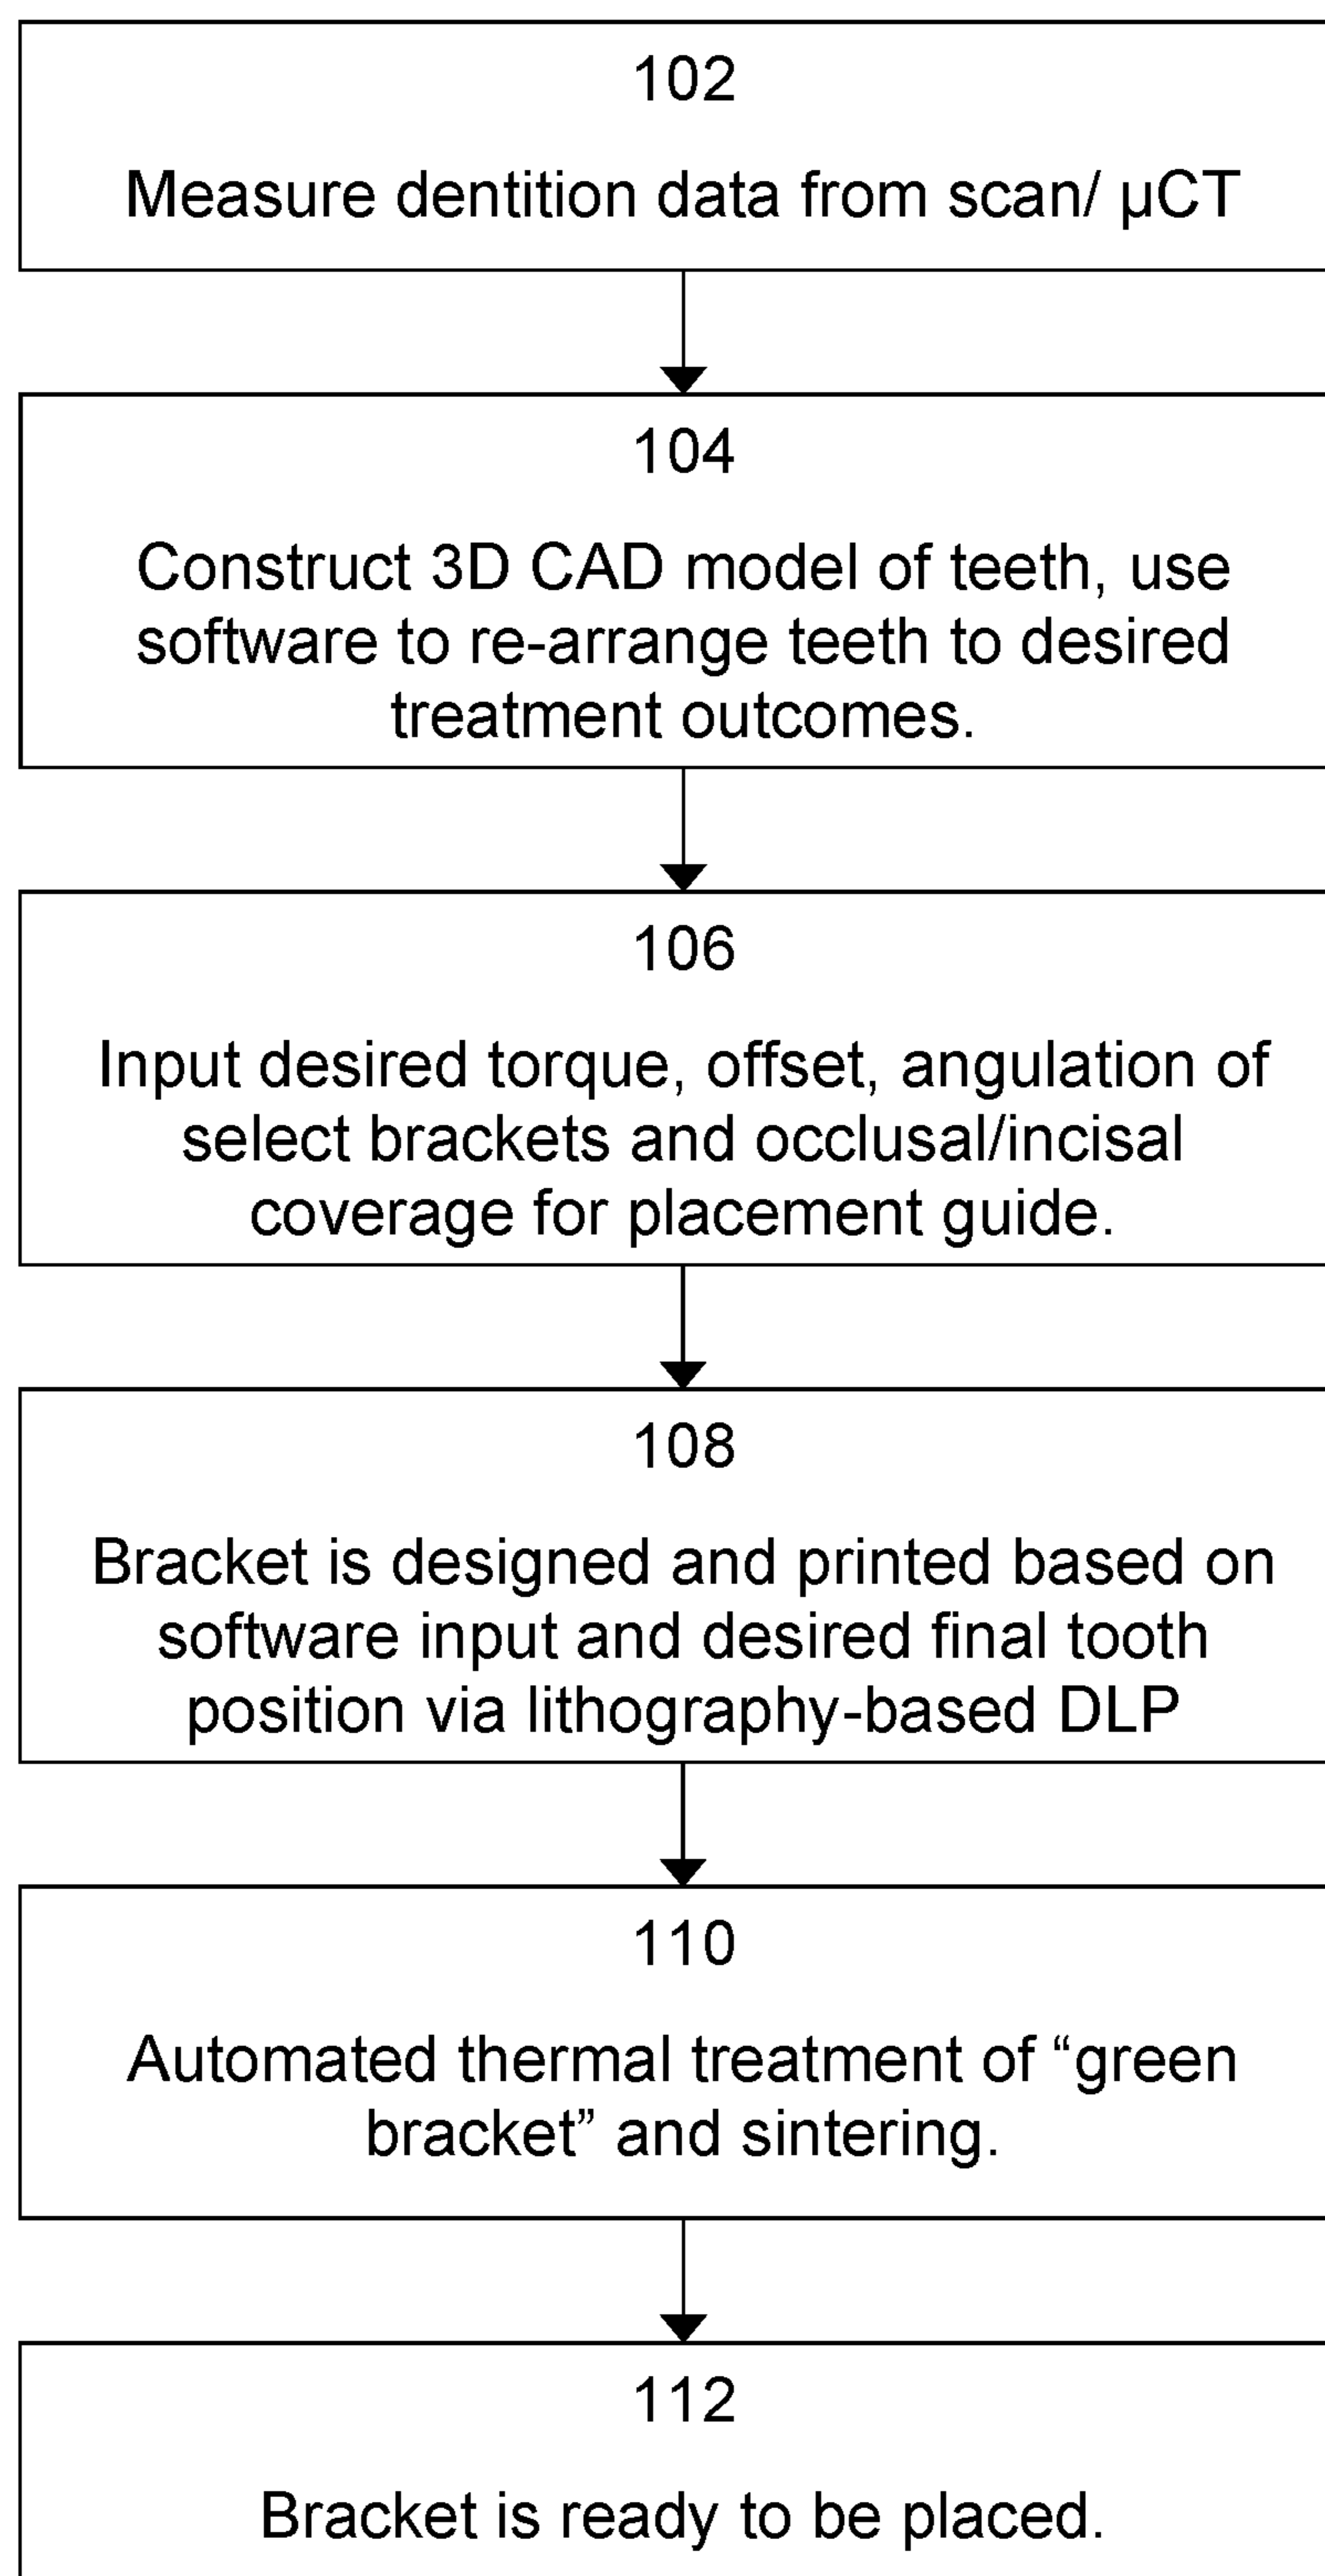 102
Measure dentition data from scan/ µCT
104
Construct 3D CAD model of teeth, use
software to re-arrange teeth to desired
treatment outcomes.
106
Input desired torque, offset, angulation of
select brackets and occlusal/incisal
coverage for placement guide.
108
Bracket is designed and printed based on
software input and desired final tooth
position via lithography-based DLP
110
Automated thermal treatment of “green
bracket” and sintering.
112
Bracket is ready to be placed.